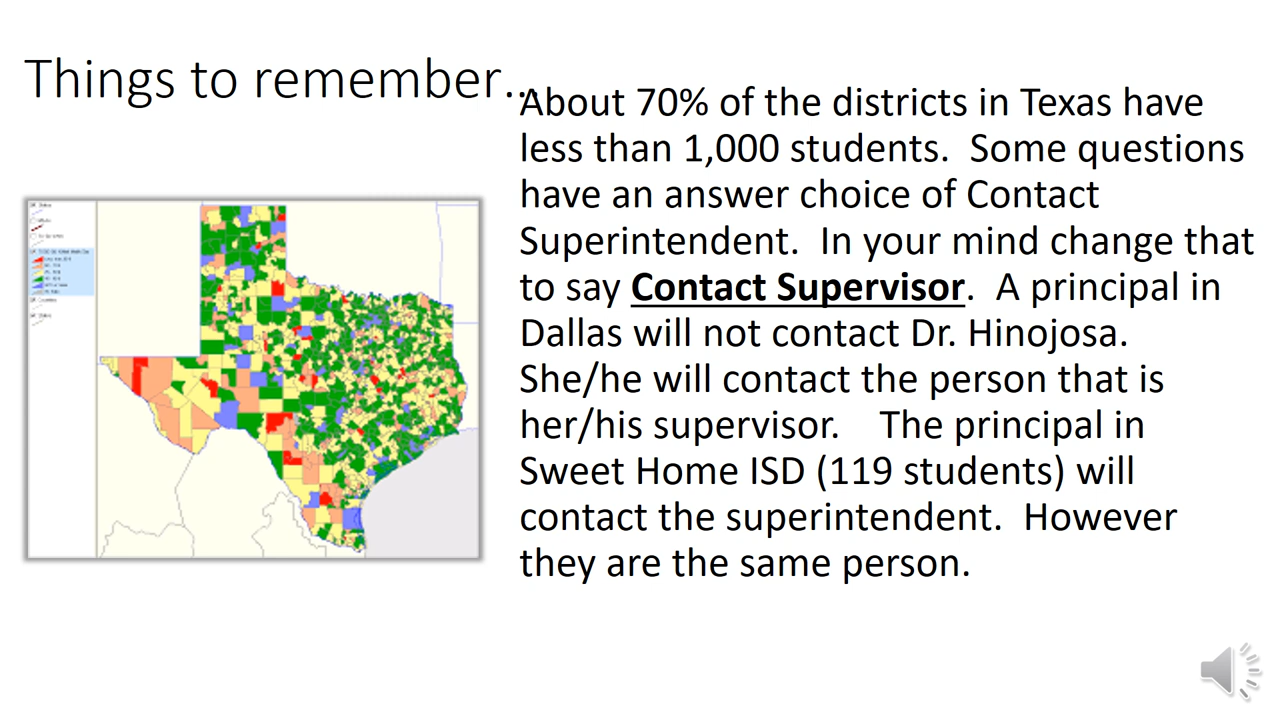 Things to remember...
About 70% of the districts in Texas have
less than 1,000 students.  Some questions
have an answer choice of Contact
Superintendent.  In your mind change that
to say Contact Supervisor.  A principal in
Dallas will not contact Dr. Hinojosa.
She/he will contact the person that is
her/his supervisor.    The principal in
Sweet Home ISD (119 students) will
contact the superintendent.  However
they are the same person.